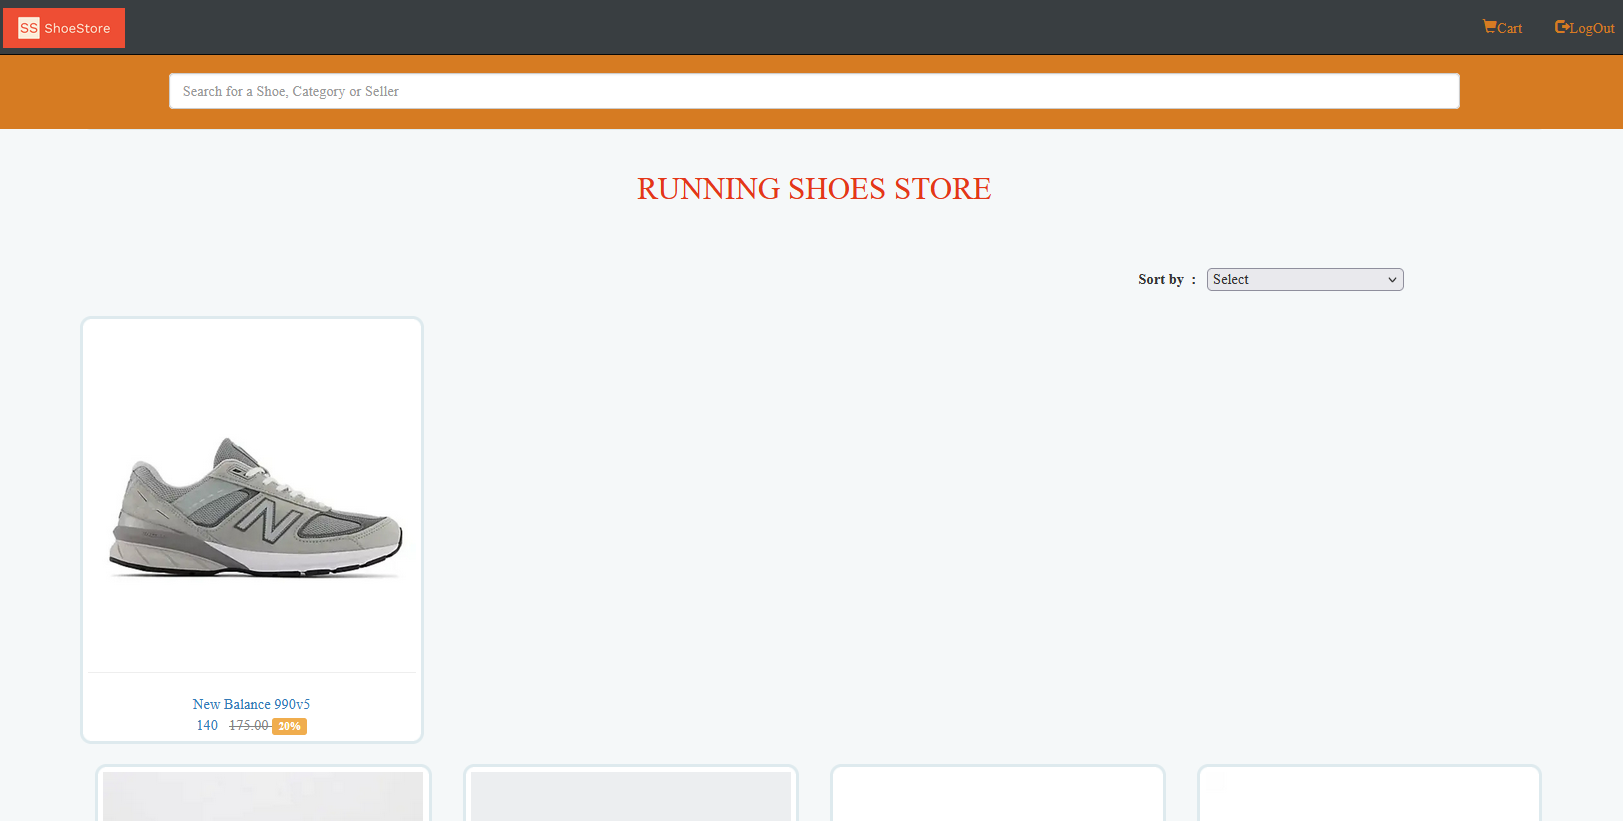 SS ShoeStore
Cart
LogOut
Search for a Shoe, Category or Seller
RUNNING SHOES STORE
Sort by :
Select
N
New Balance 990v5
140 175.00 20%